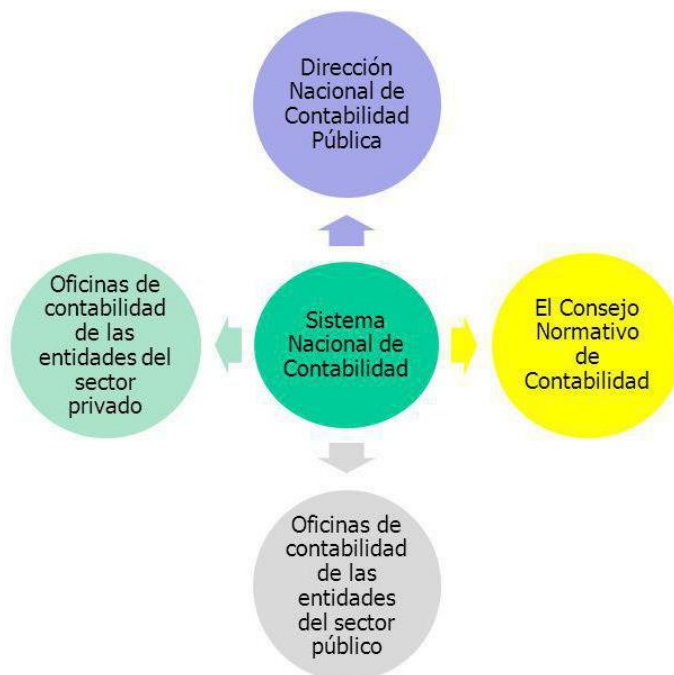 Dirección
Nacional de
Contabilidad
Pública
Oficinas de
contabilidad
de las
entidades del
sector
privado
Sistema
Nacional de
Contabilidad
El Consejo
Normativo
de
Contabilidad
Oficinas de
contabilidad
de las
entidades
del sector
público